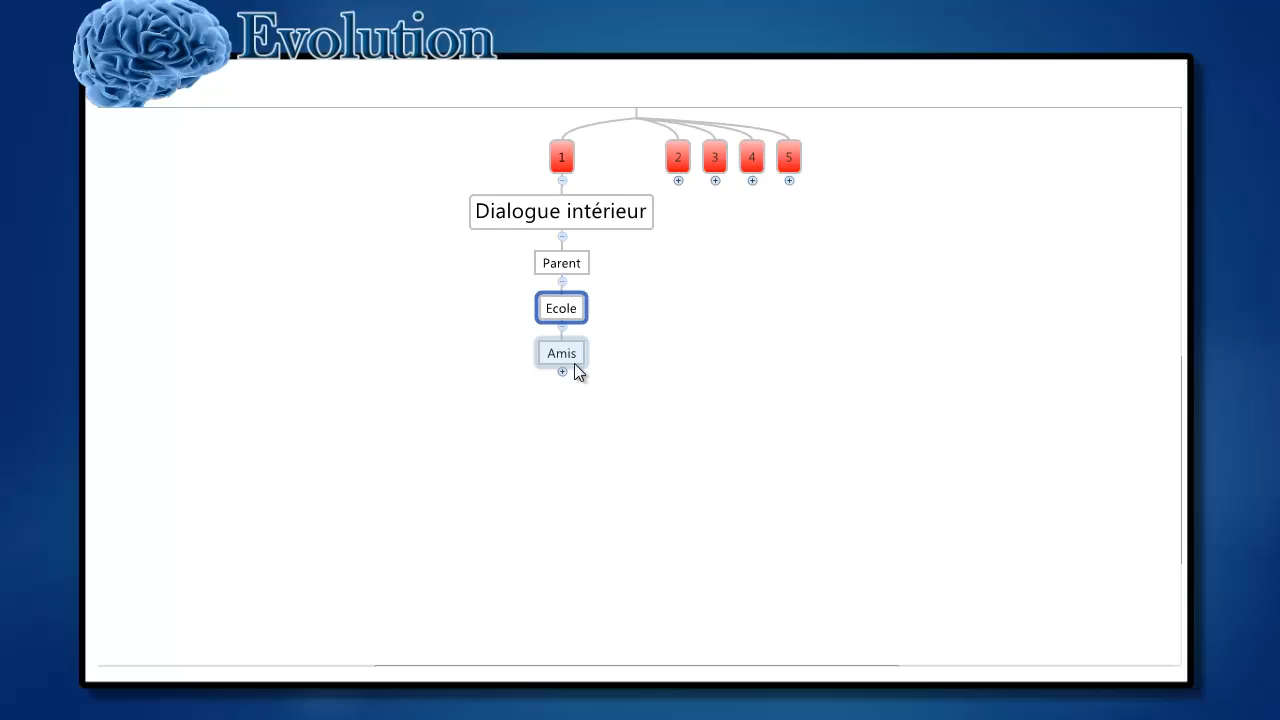 Evolution
1 2 3 4 5
Dialogue intérieur
Parent
Ecole
Amis